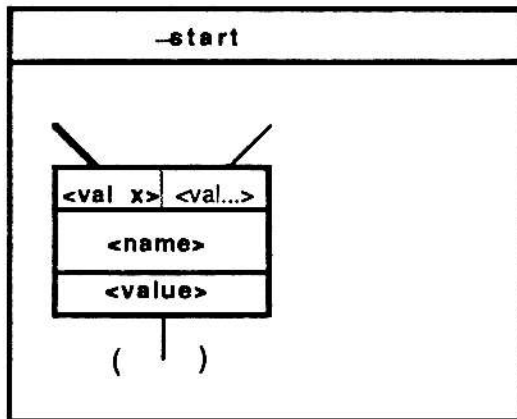 –start
<val x> <val...>
<name>
<value>
( )